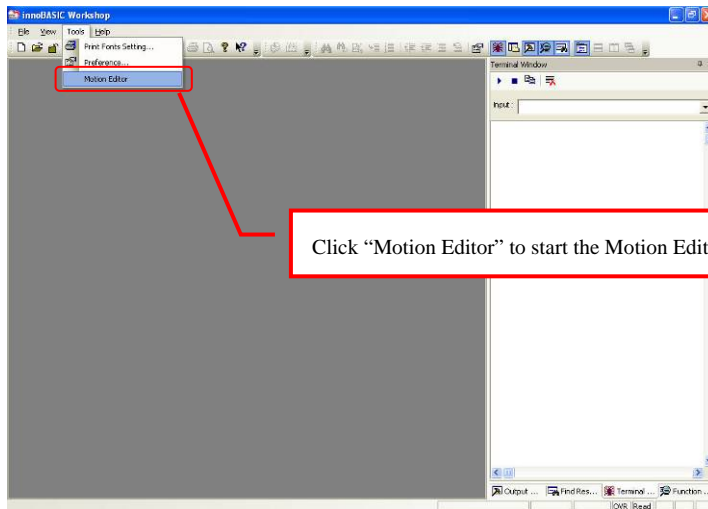 innoBASIC Workshop
File View Tools Help
Print Fonts Setting...
Preference...
Motion Editor
Terminal Window
Input :
Click “Motion Editor” to start the Motion Edit
Output ... Find Res... Terminal ... Function ...
OVR Read